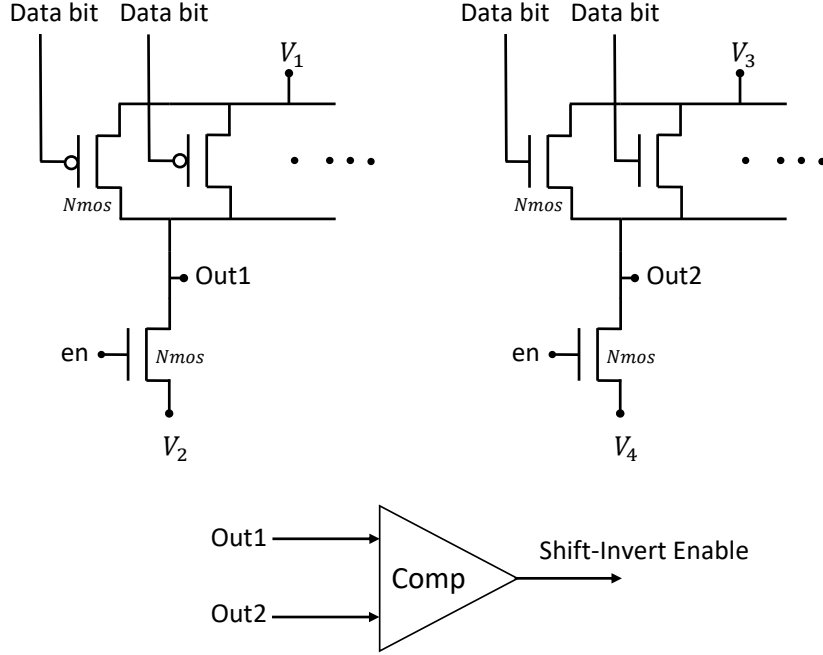 Data bit Data bit
V1
Nmos
Out1
en
Nmos
V2
Data bit Data bit
V3
Nmos
Out2
en
Nmos
V4
Out1
Out2
Comp
Shift-Invert Enable